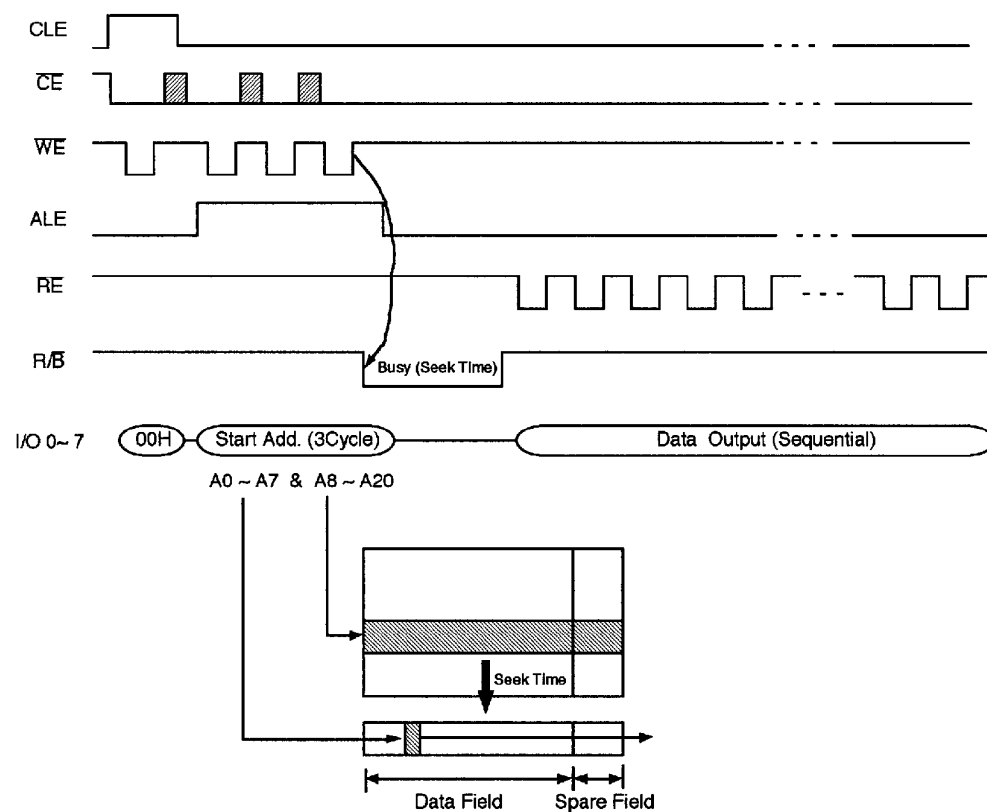 CLE
CE
WE
ALE
RE
R/B
Busy (Seek Time)
I/O 0~ 7
00H
Start Add. (3Cycle)
Data Output (Sequential)
A0 ~ A7 & A8 ~ A20
Seek Time
Data Field
Spare Field